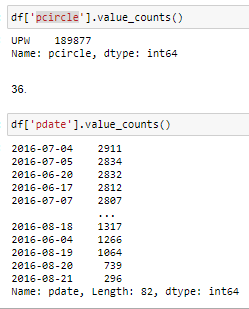 df['pcircle'].value_counts()
UPW    189877
Name: pcircle, dtype: int64
36.
df['pdate'].value_counts()
2016-07-04    2911
2016-07-05    2834
2016-06-20    2832
2016-06-17    2812
2016-07-07    2807
...
2016-08-18    1317
2016-06-04    1266
2016-08-19    1064
2016-08-20    739
2016-08-21    296
Name: pdate, Length: 82, dtype: int64